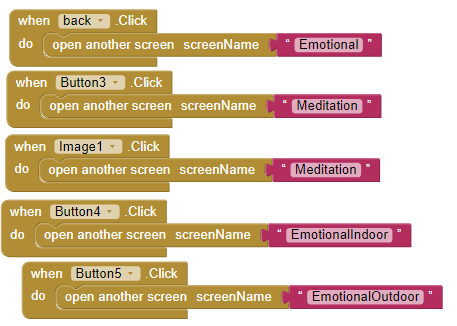 when back .Click
do open another screen screenName " Emotional "
when Button3 .Click
do open another screen screenName " Meditation "
when Image1 .Click
do open another screen screenName " Meditation "
when Button4 .Click
do open another screen screenName " EmotionalIndoor "
when Button5 .Click
do open another screen screenName " EmotionalOutdoor "